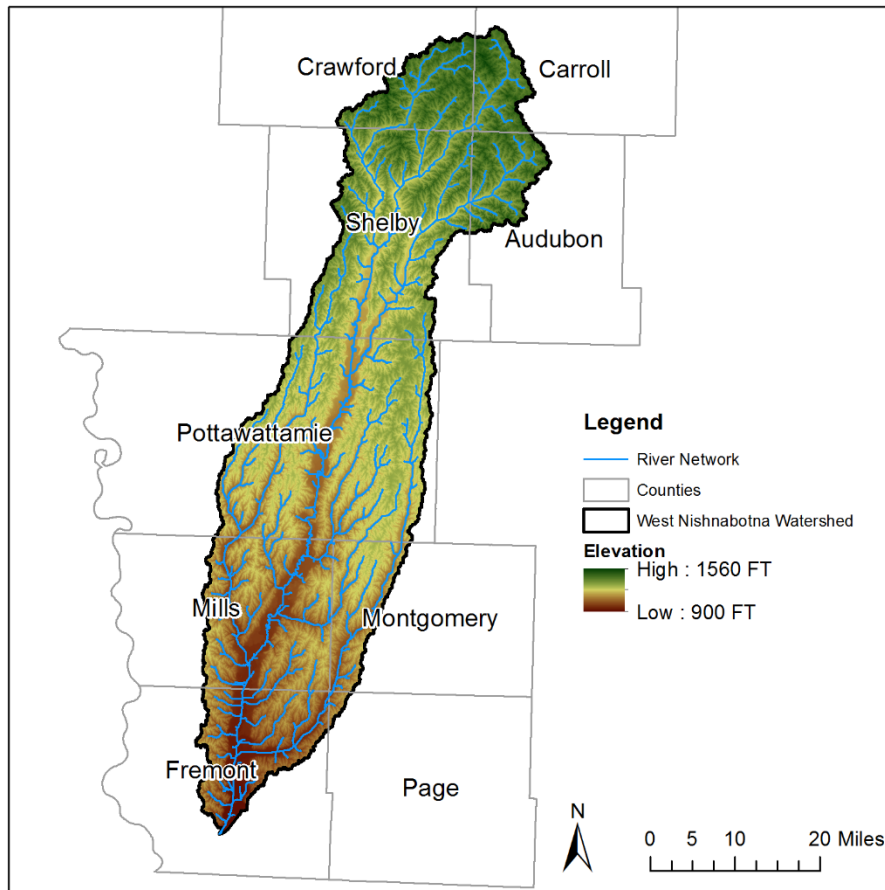 Crawford
Carroll
Shelby
Audubon
Pottawattamie
Legend
River Network
Counties
West Nishnabotna Watershed
Elevation
High : 1560 FT
Low : 900 FT
Mills
Montgomery
Fremont
Page
N
0 5 10 20 Miles